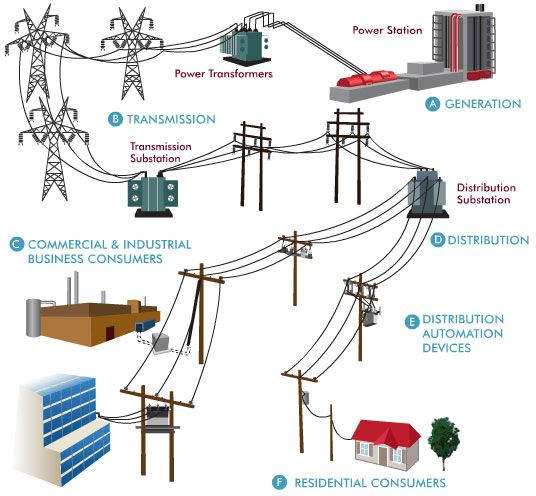 Power Station
Power Transformers
A GENERATION
B TRANSMISSION
Transmission
Substation
Distribution
Substation
C COMMERCIAL & INDUSTRIAL
BUSINESS CONSUMERS
D DISTRIBUTION
E DISTRIBUTION
AUTOMATION
DEVICES
F RESIDENTIAL CONSUMERS